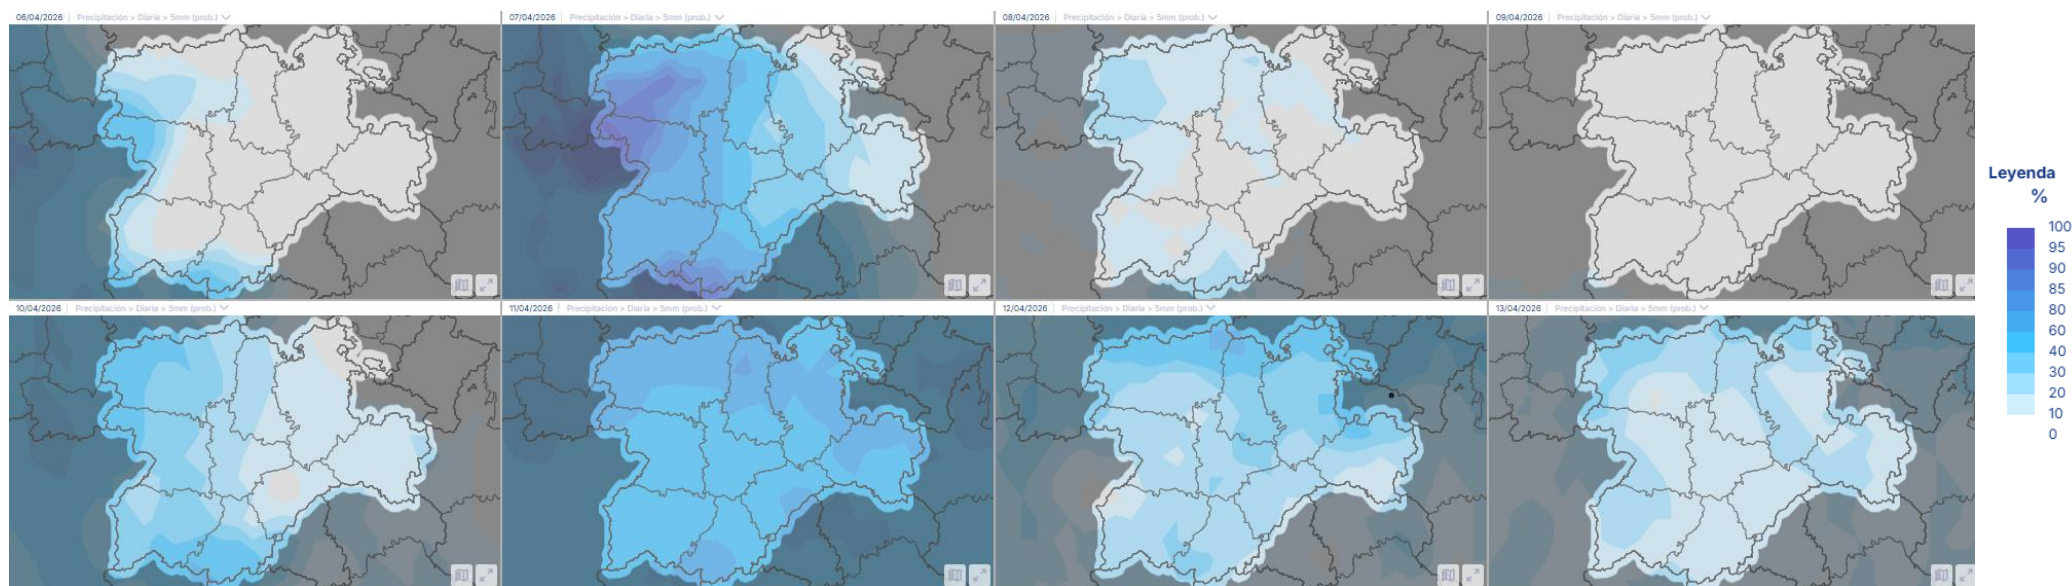 06/04/2026 Precipitación > Diaria > 5mm (prob.)
07/04/2026 Precipitación > Diaria > 5mm (prob.)
08/04/2026 Precipitación > Diaria > 5mm (prob.)
09/04/2026 Precipitación > Diaria > 5mm (prob.)
10/04/2026 Precipitación > Diaria > 5mm (prob.)
11/04/2026 Precipitación > Diaria > 5mm (prob.)
12/04/2026 Precipitación > Diaria > 5mm (prob.)
13/04/2026 Precipitación > Diaria > 5mm (prob.)
Leyenda
%
100
95
90
85
80
60
40
30
20
10
0